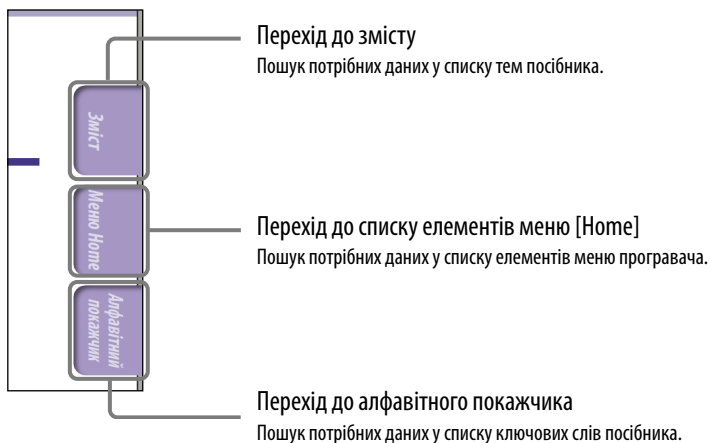 Перехід до змісту
Пошук потрібних даних у списку тем посібника.
Зміст
Перехід до списку елементів меню [Home]
Пошук потрібних даних у списку елементів меню програвача.
Меню Home
Алфавітний
покажчик
Перехід до алфавітного покажчика
Пошук потрібних даних у списку ключових слів посібника.